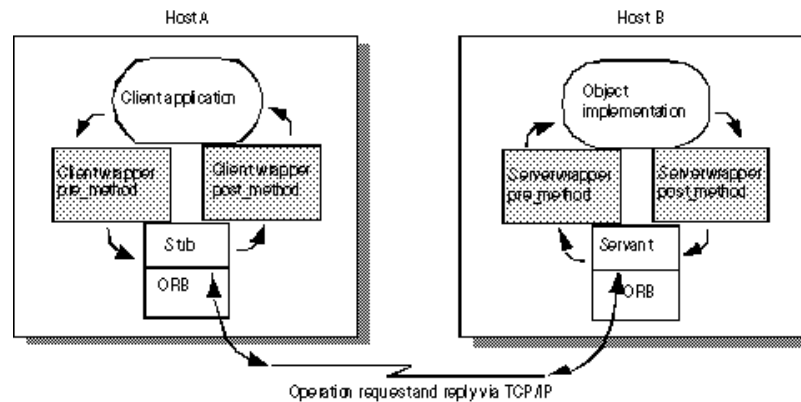 Host A
Host B
Client application
Object
implementation
Client wrapper
pre_method
Client wrapper
post_method
Server wrapper
pre_method
Server wrapper
post_method
Stub
Servant
ORB
ORB
Operation request and reply via TCP/IP